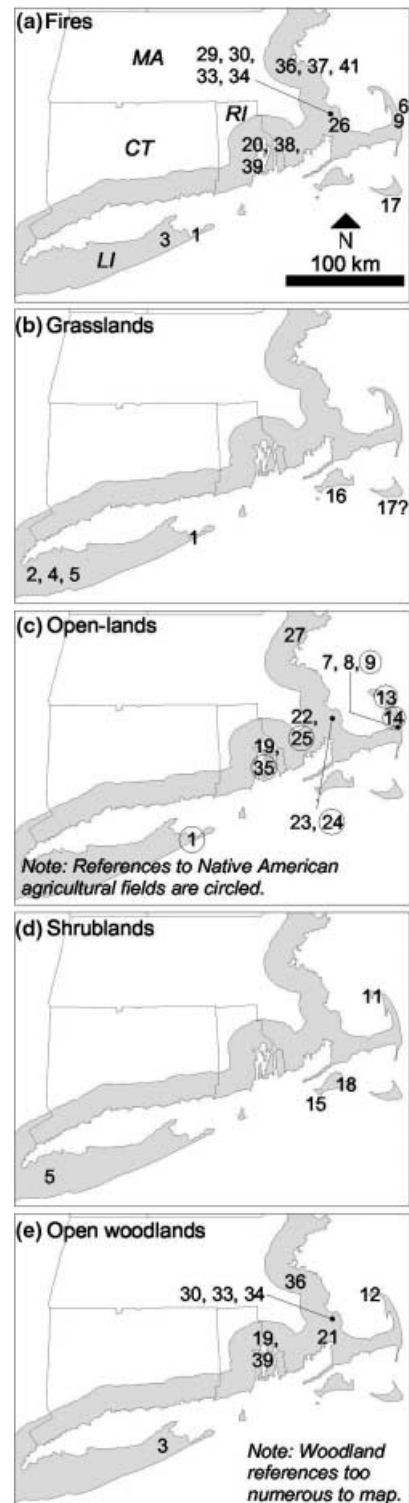 (a) Fires
MA
29, 30,
33, 34
36, 37, 41
RI
6
9
26
CT
20, 38,
39
17
N
3
1
LI
100 km
(b) Grasslands
16
17?
1
2, 4, 5
(c) Open-lands
27
7, 8, 9
13
14
22,
25
19,
35
23, 24
1
Note: References to Native American
agricultural fields are circled.
(d) Shrublands
11
18
15
5
(e) Open woodlands
36
30, 33, 34
12
19,
39
21
3
Note: Woodland
references too
numerous to map.